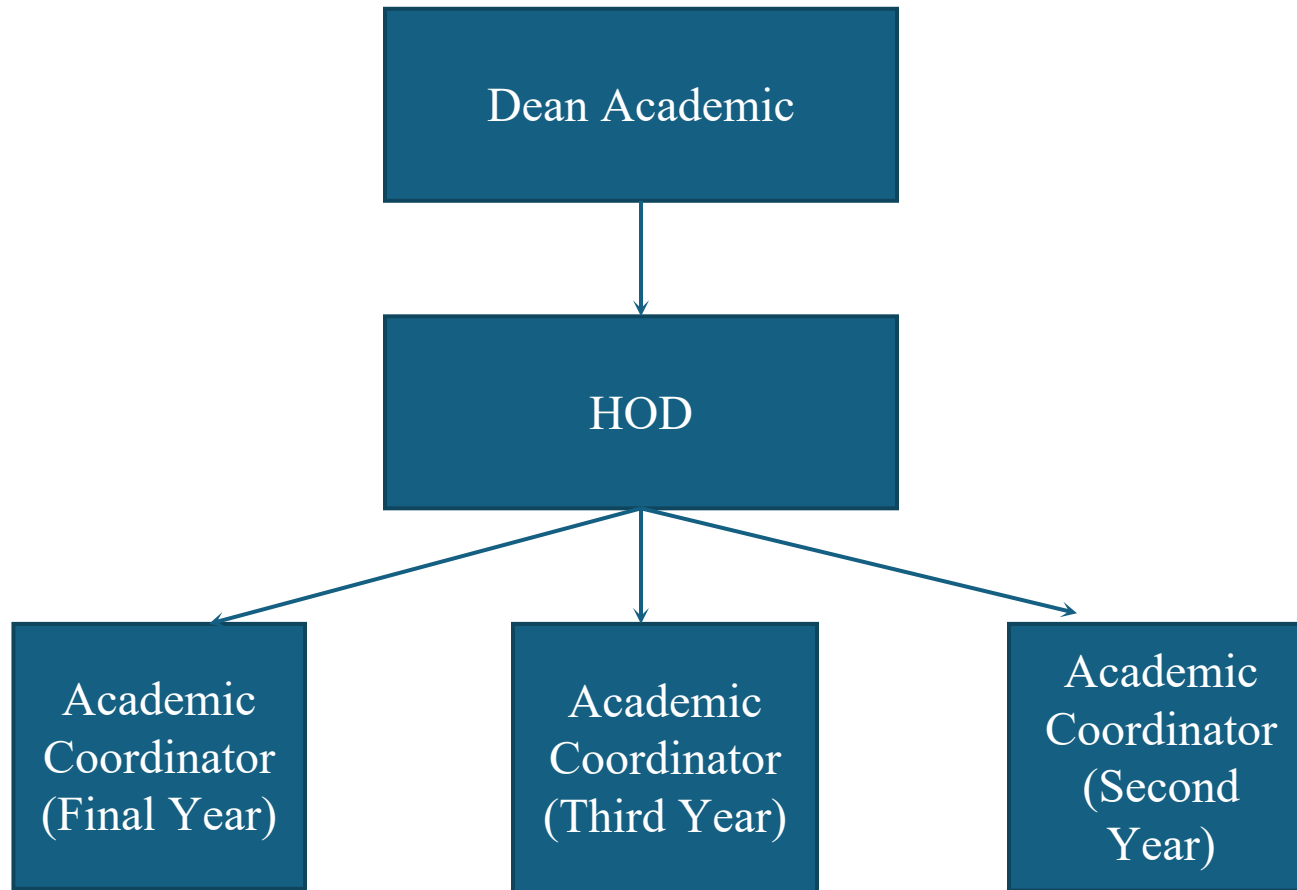 Dean Academic
HOD
Academic
Coordinator
(Final Year)
Academic
Coordinator
(Third Year)
Academic
Coordinator
(Second
Year)